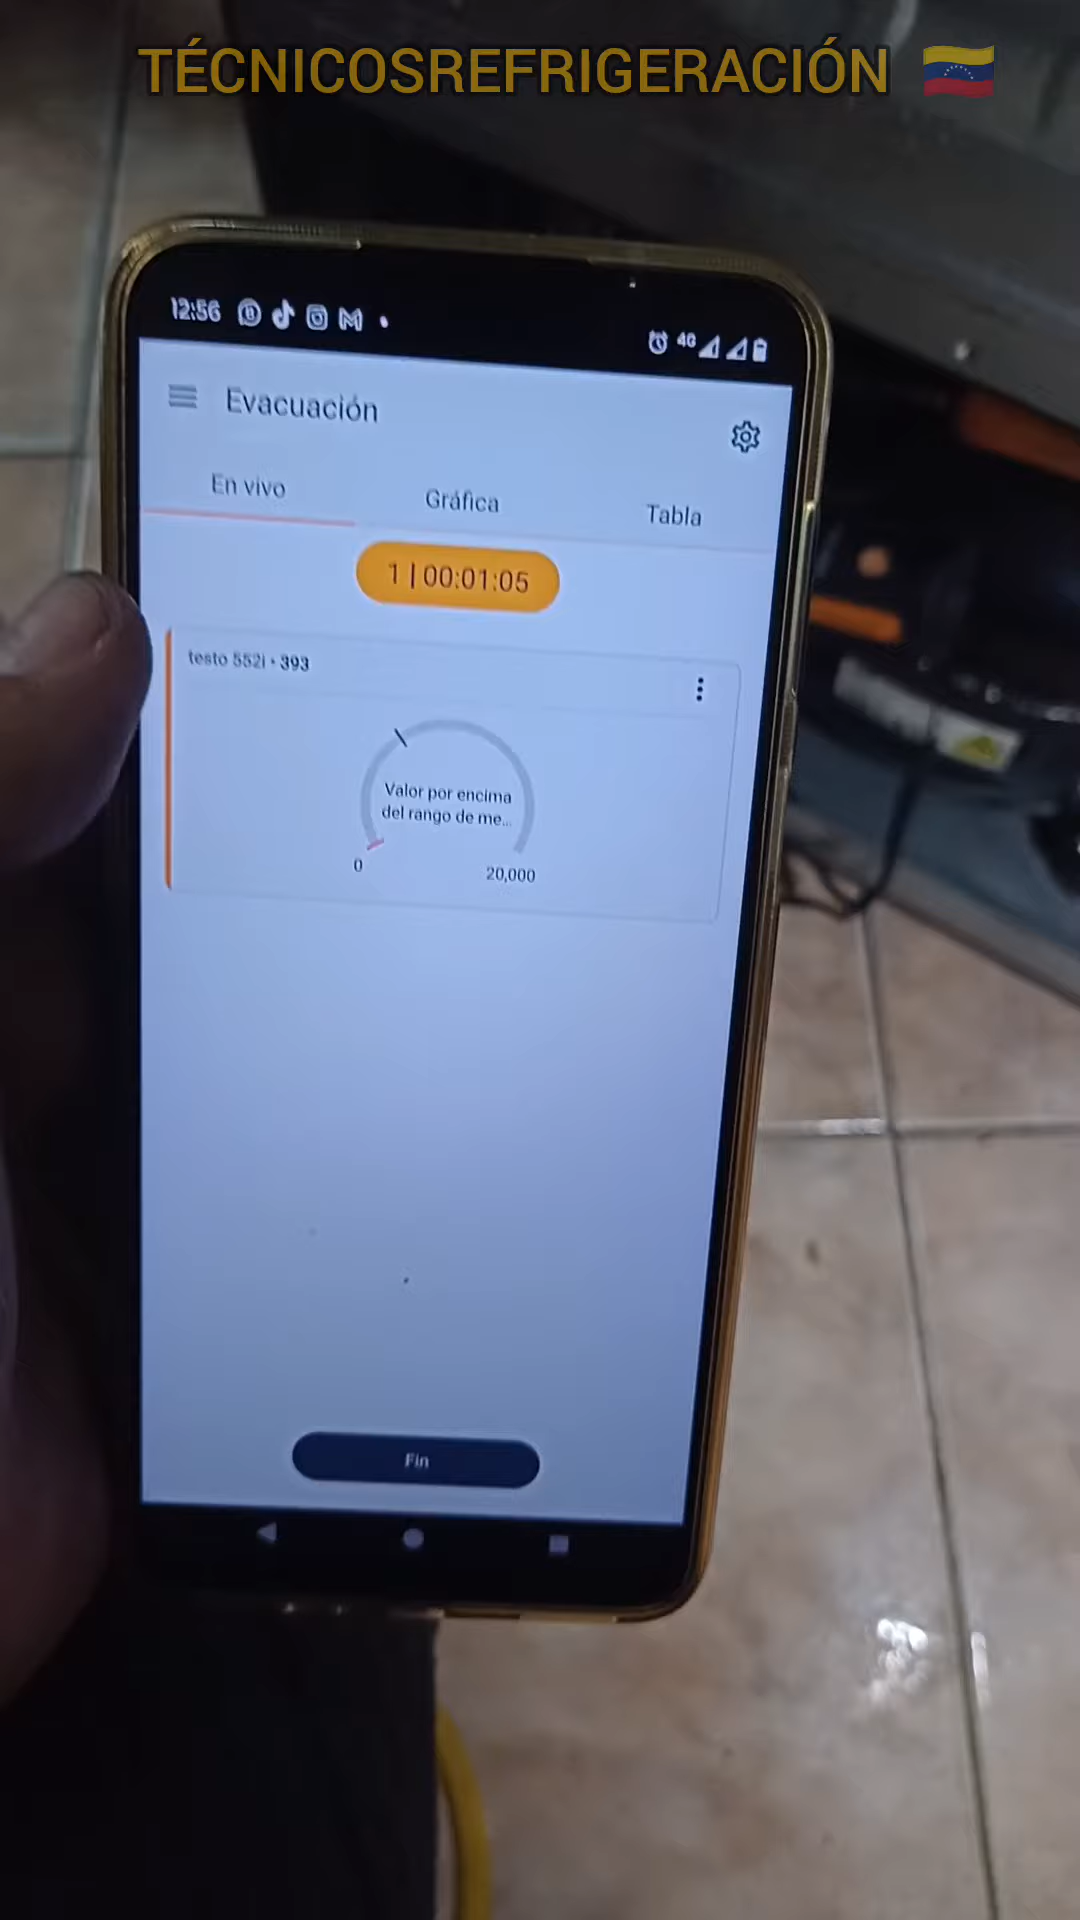 TÉCNICOSREFRIGERACIÓN
12:56
4G
Evacuación
En vivo
Gráfica
Tabla
1 | 00:01:05
testo 552i • 393
Valor por encima
del rango de me...
0
20,000
Fin